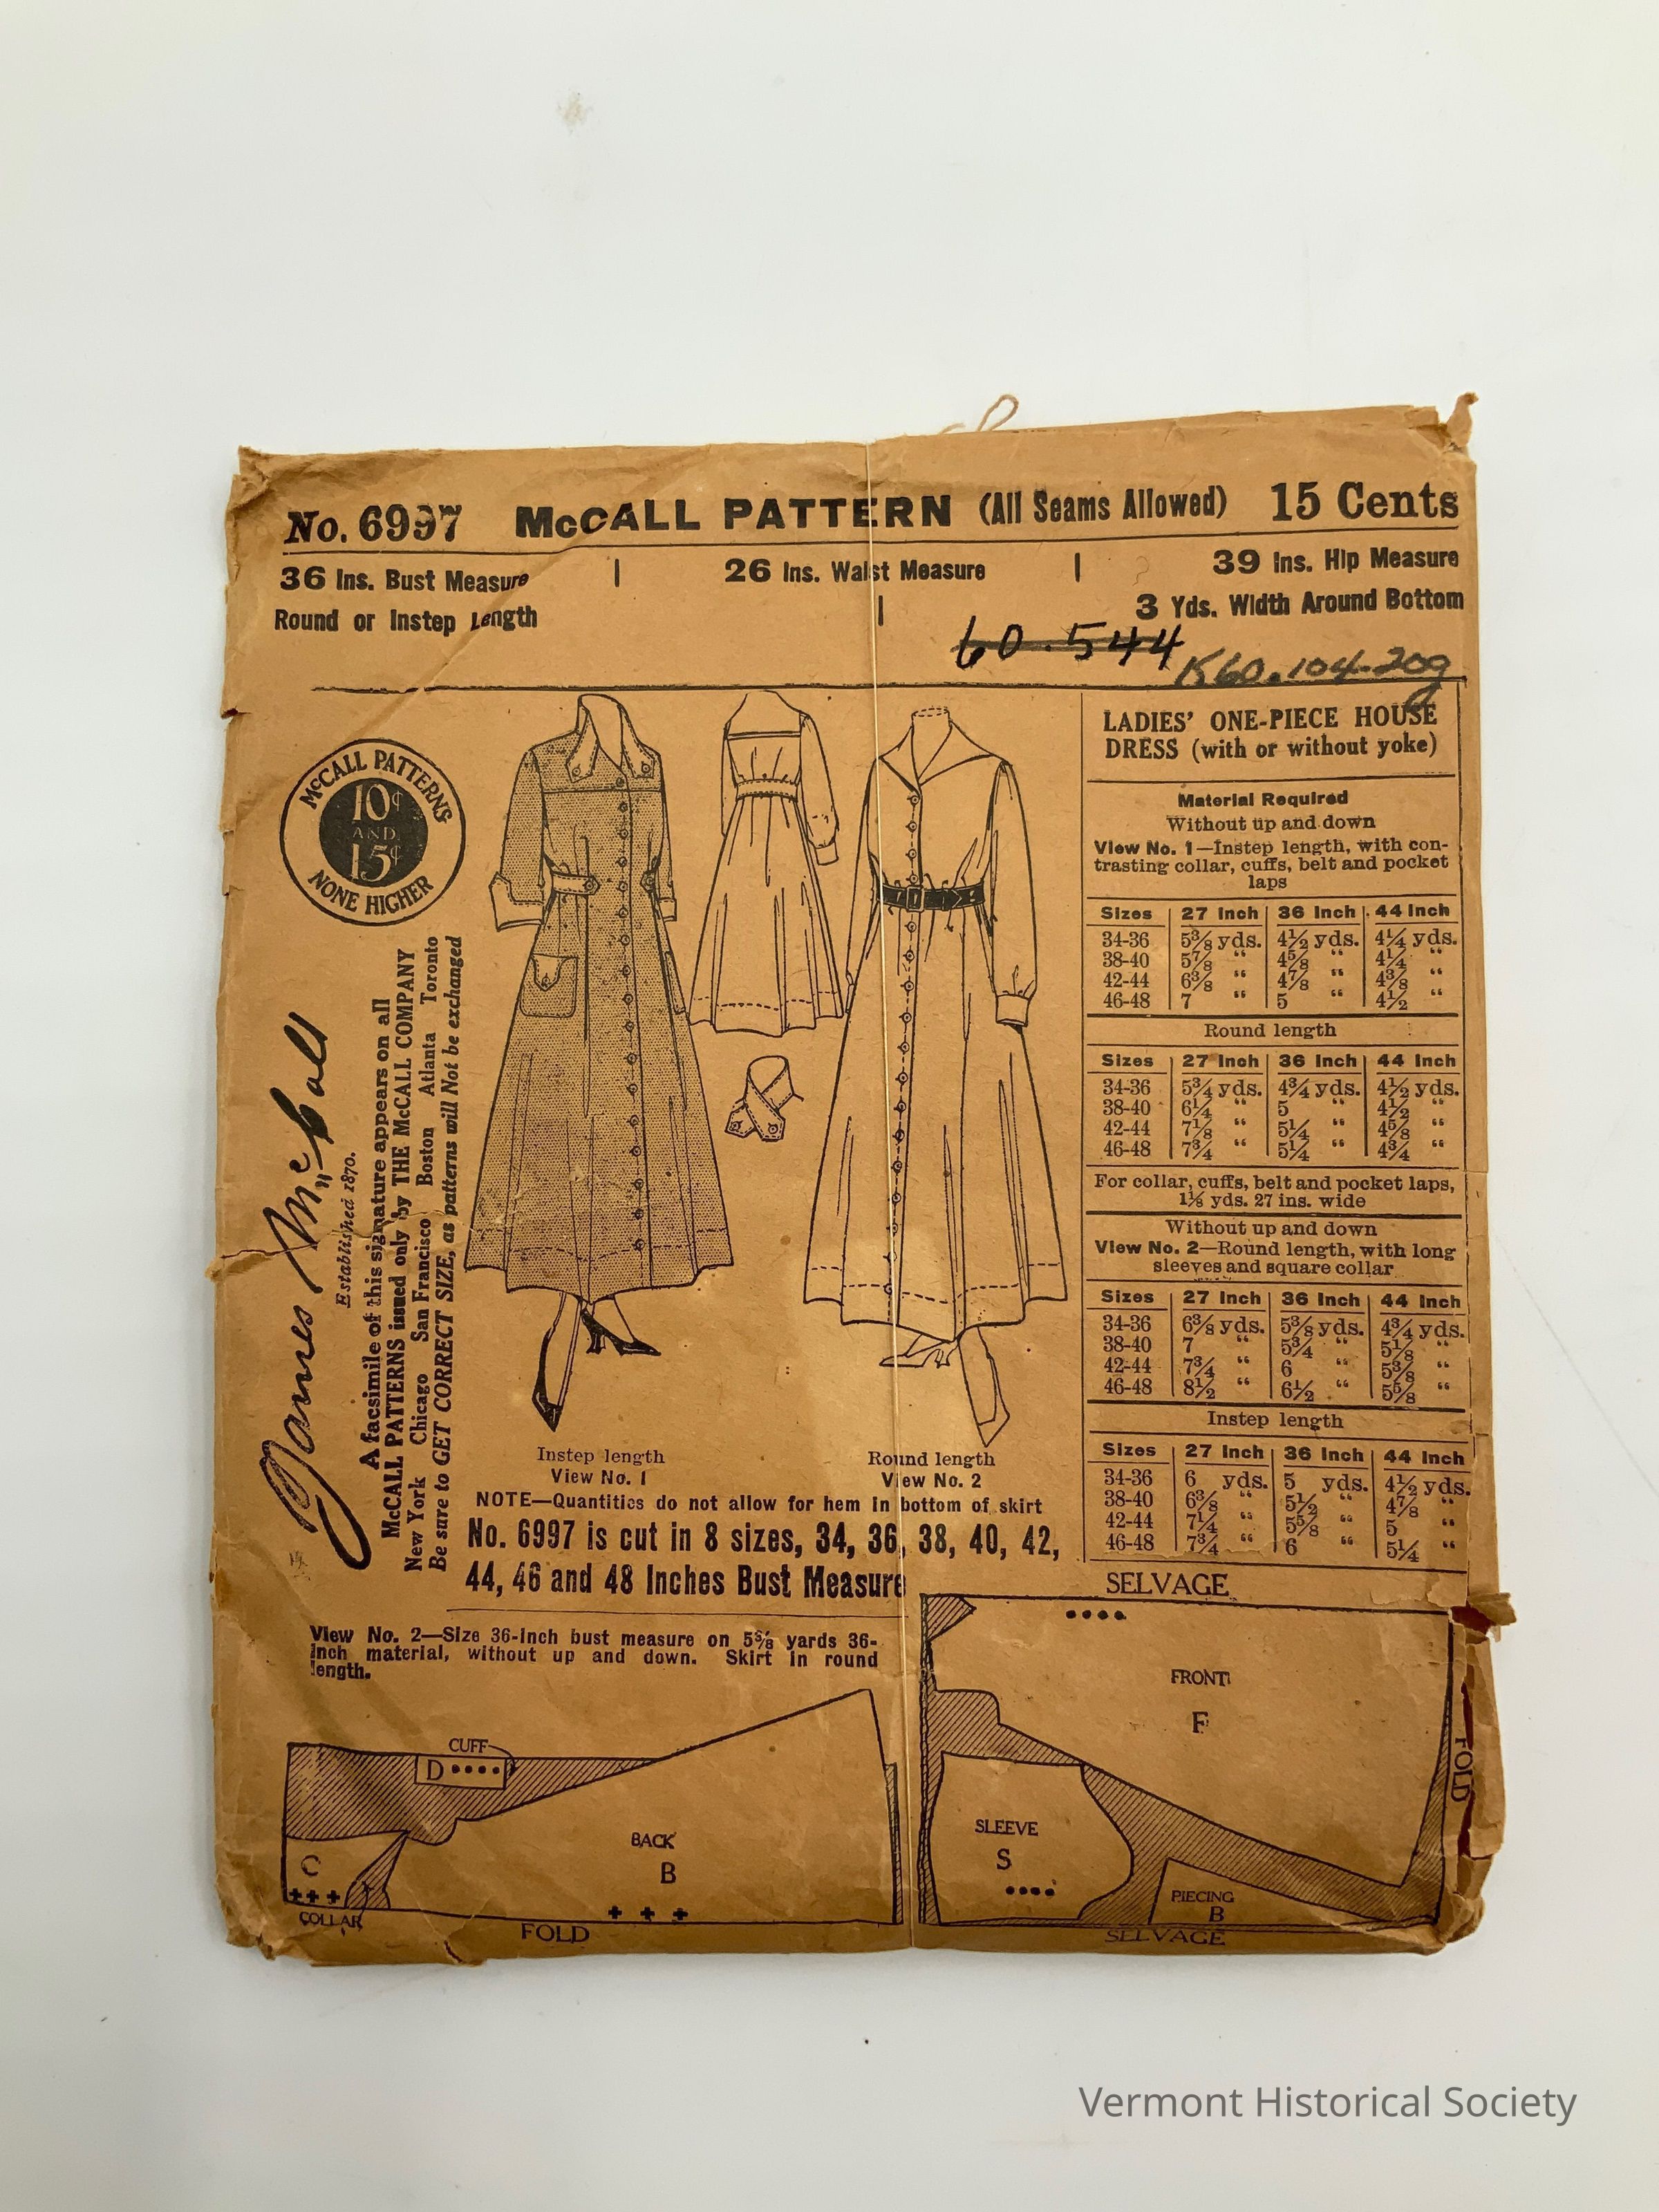 No. 6997 McCALL PATTERN (All Seams Allowed) 15 Cents
36 Ins. Bust Measure | 26 Ins. Waist Measure | 39 Ins. Hip Measure
Round or Instep Length | 3 Yds. Width Around Bottom
60.544
K60.104-20g
McCALL PATTERNS
10¢
AND
15¢
NONE HIGHER
James McCall
Established 1870.
A facsimile of this signature appears on all
McCALL PATTERNS issued only by THE McCALL COMPANY
New York Chicago San Francisco Boston Atlanta Toronto
Be sure to GET CORRECT SIZE, as patterns will Not be exchanged
Instep length
View No. 1
Round length
View No. 2
NOTE—Quantities do not allow for hem in bottom of skirt
No. 6997 is cut in 8 sizes, 34, 36, 38, 40, 42,
44, 46 and 48 Inches Bust Measure
LADIES' ONE-PIECE HOUSE
DRESS (with or without yoke)
Material Required
Without up and down
View No. 1—Instep length, with con-
trasting collar, cuffs, belt and pocket
laps
Sizes | 27 Inch | 36 Inch | 44 Inch
34-36 5⅜ yds. 4½ yds. 4¼ yds.
38-40 5⅞ “ 4⅝ “ 4¼ “
42-44 6⅜ “ 4⅞ “ 4⅜ “
46-48 7 “ 5 “ 4½ “
Round length
Sizes | 27 Inch | 36 Inch | 44 Inch
34-36 5¾ yds. 4¾ yds. 4½ yds.
38-40 6¼ “ 5 “ 4½ “
42-44 7⅛ “ 5¼ “ 4⅝ “
46-48 7¾ “ 5¼ “ 4¾ “
For collar, cuffs, belt and pocket laps,
1⅛ yds. 27 ins. wide
Without up and down
View No. 2—Round length, with long
sleeves and square collar
Sizes | 27 Inch | 36 Inch | 44 Inch
34-36 6⅜ yds. 5⅜ yds. 4¾ yds.
38-40 7 “ 5¾ “ 5⅛ “
42-44 7¾ “ 6 “ 5⅜ “
46-48 8½ “ 6½ “ 5⅝ “
Instep length
Sizes | 27 Inch | 36 Inch | 44 Inch
34-36 6 yds. 5 yds. 4½ yds.
38-40 6⅜ “ 5½ “ 4⅞ “
42-44 7¼ “ 5⅝ “ 5 “
46-48 7¾ “ 6 “ 5¼ “
View No. 2—Size 36-inch bust measure on 5⅜ yards 36-
inch material, without up and down. Skirt in round
length.
CUFF
D
C
COLLAR
BACK
B
FOLD
SELVAGE
FRONT
F
FOLD
SLEEVE
S
PIECING
B
SELVAGE
Vermont Historical Society